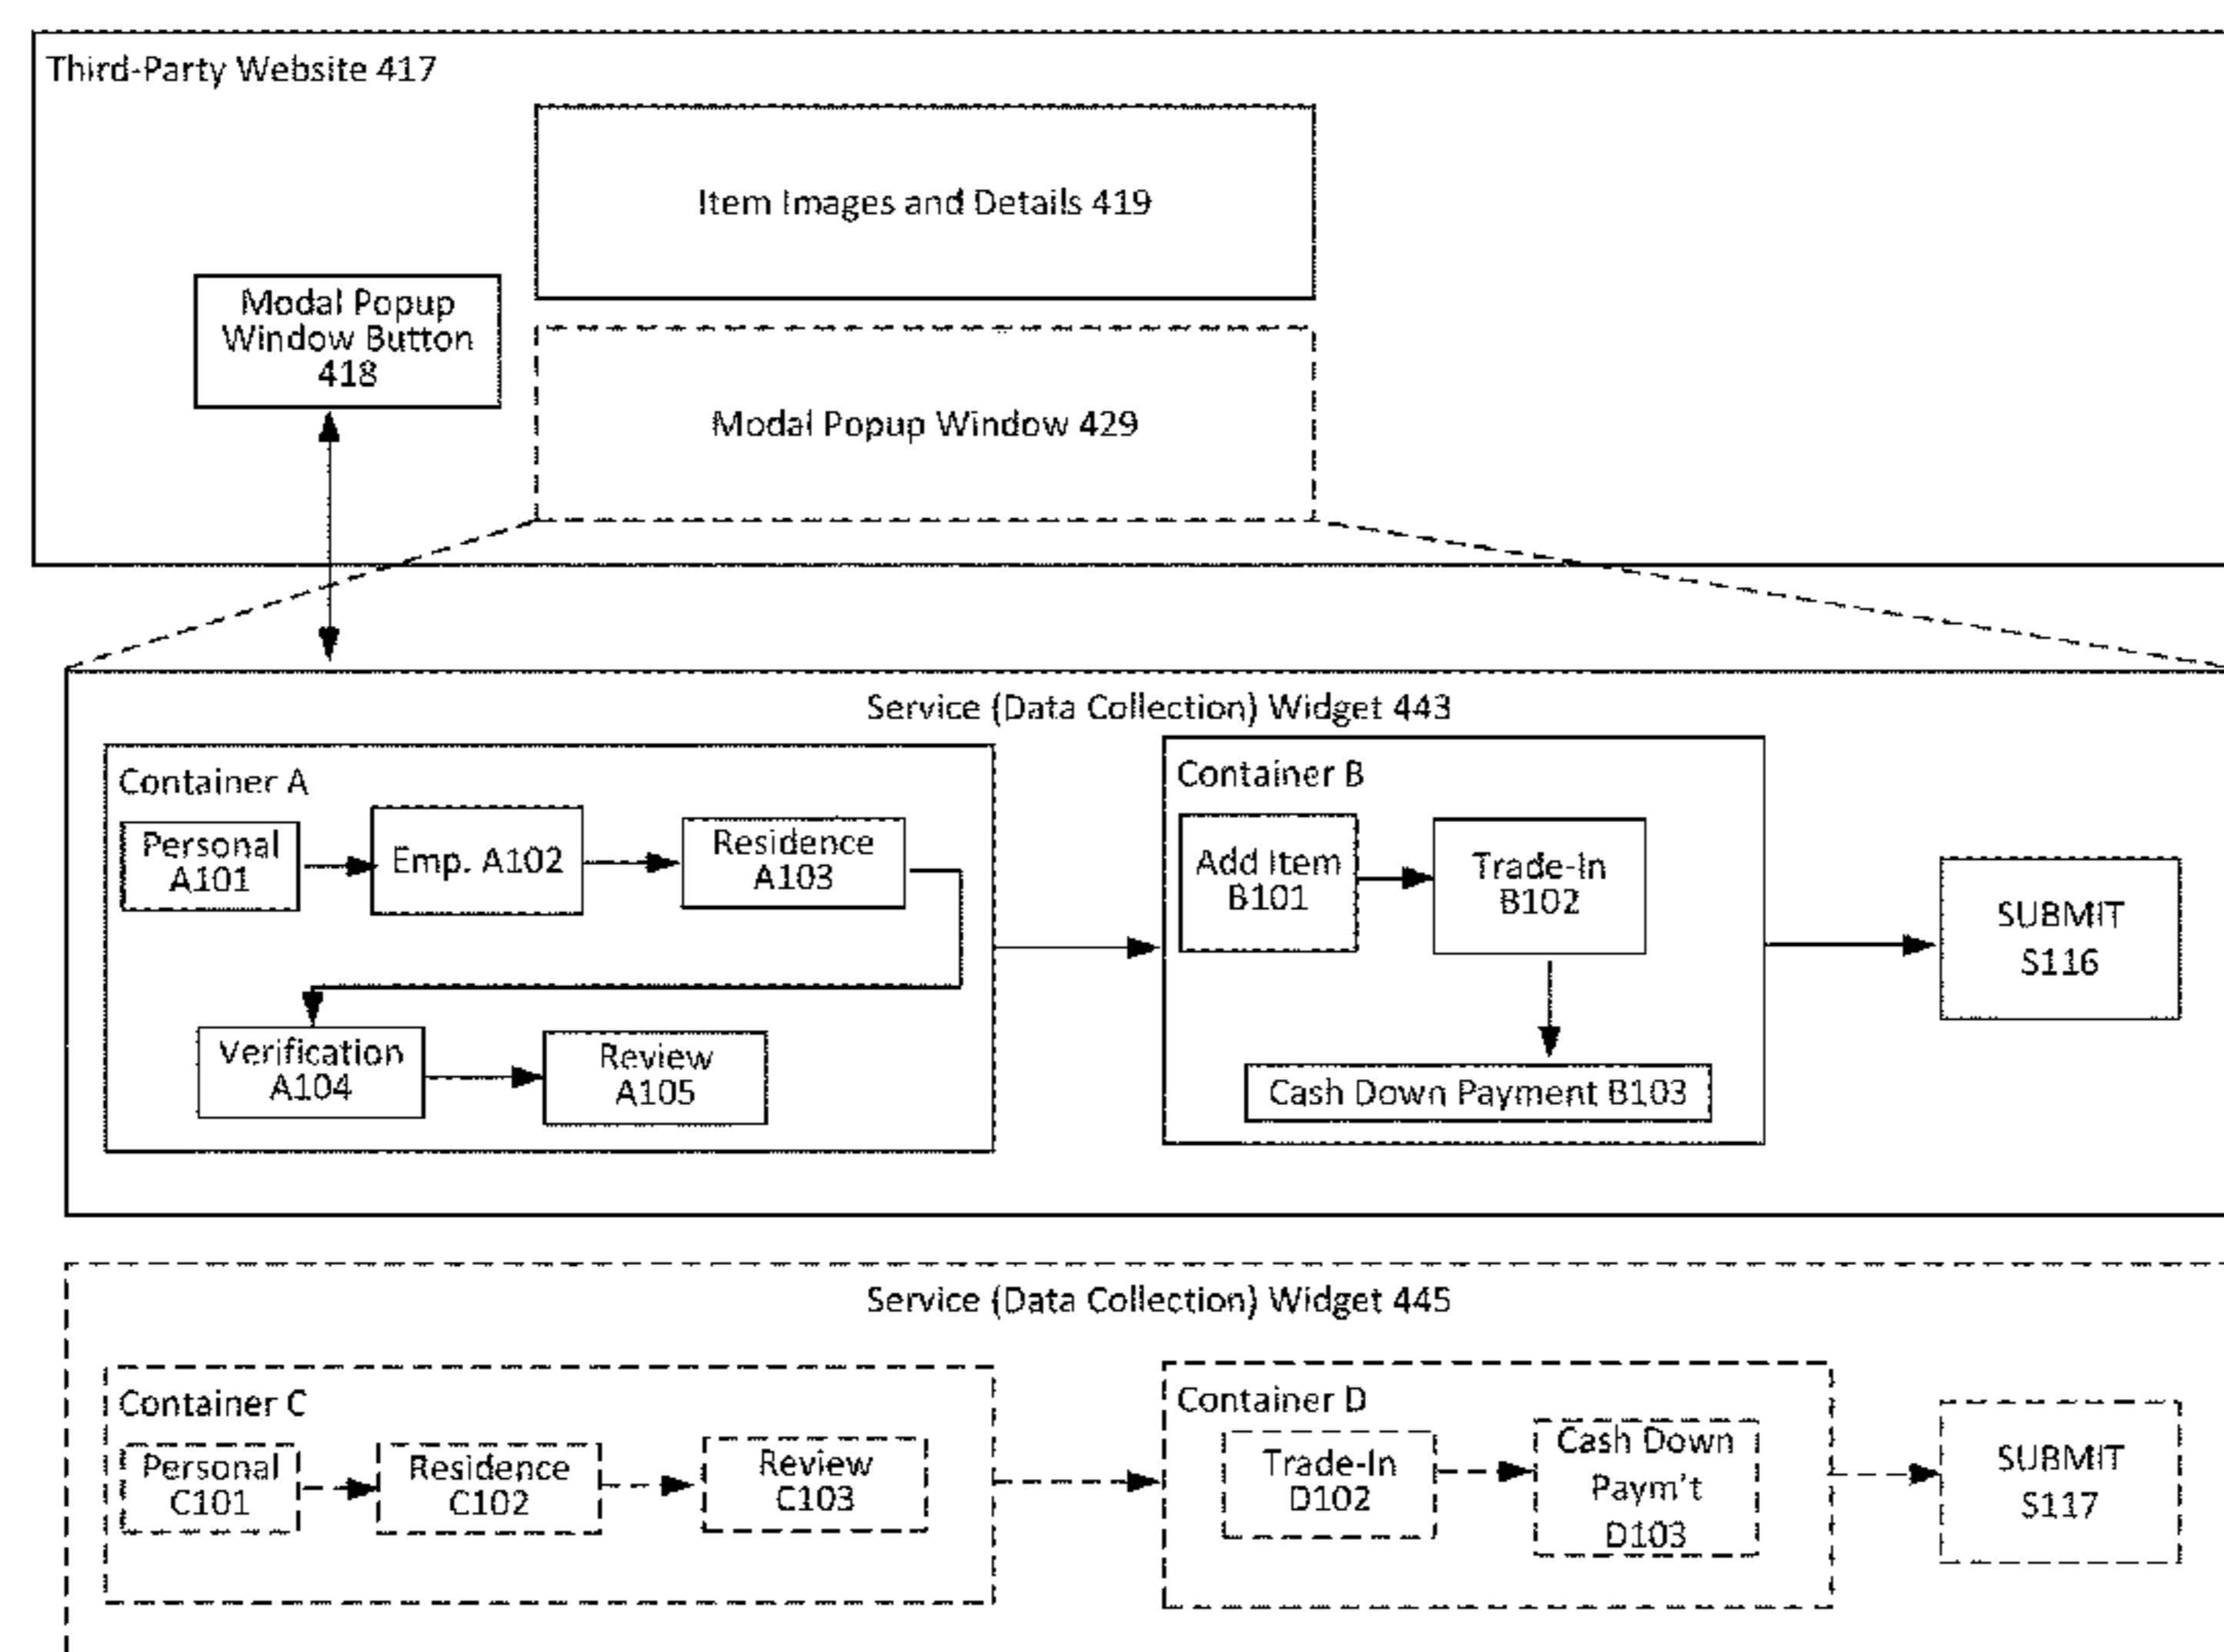 Third-Party Website 417
Item Images and Details 419
Modal Popup
Window Button
418
Modal Popup Window 429
Service (Data Collection) Widget 443
Container A
Personal
A101
Emp. A102
Residence
A103
Verification
A104
Review
A105
Container B
Add Item
B101
Trade-In
B102
Cash Down Payment B103
SUBMIT
S116
Service (Data Collection) Widget 445
Container C
Personal
C101
Residence
C102
Review
C103
Container D
Trade-In
D102
Cash Down
Paym't
D103
SUBMIT
S117